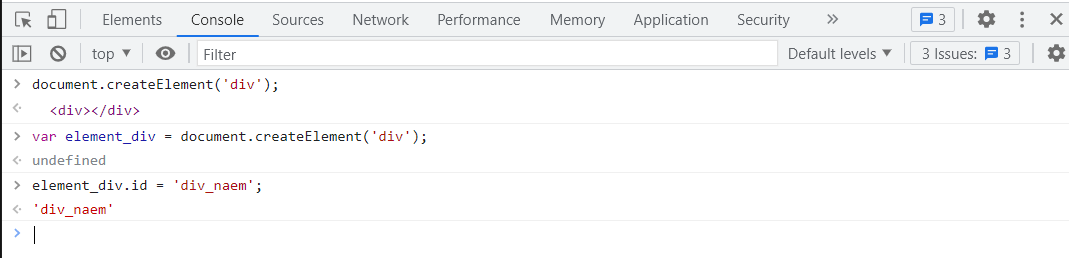 Elements Console Sources Network Performance Memory Application Security » 3
top Filter Default levels 3 Issues: 3
> document.createElement('div');
<div></div>
> var element_div = document.createElement('div');
undefined
> element_div.id = 'div_naem';
'div_naem'
>